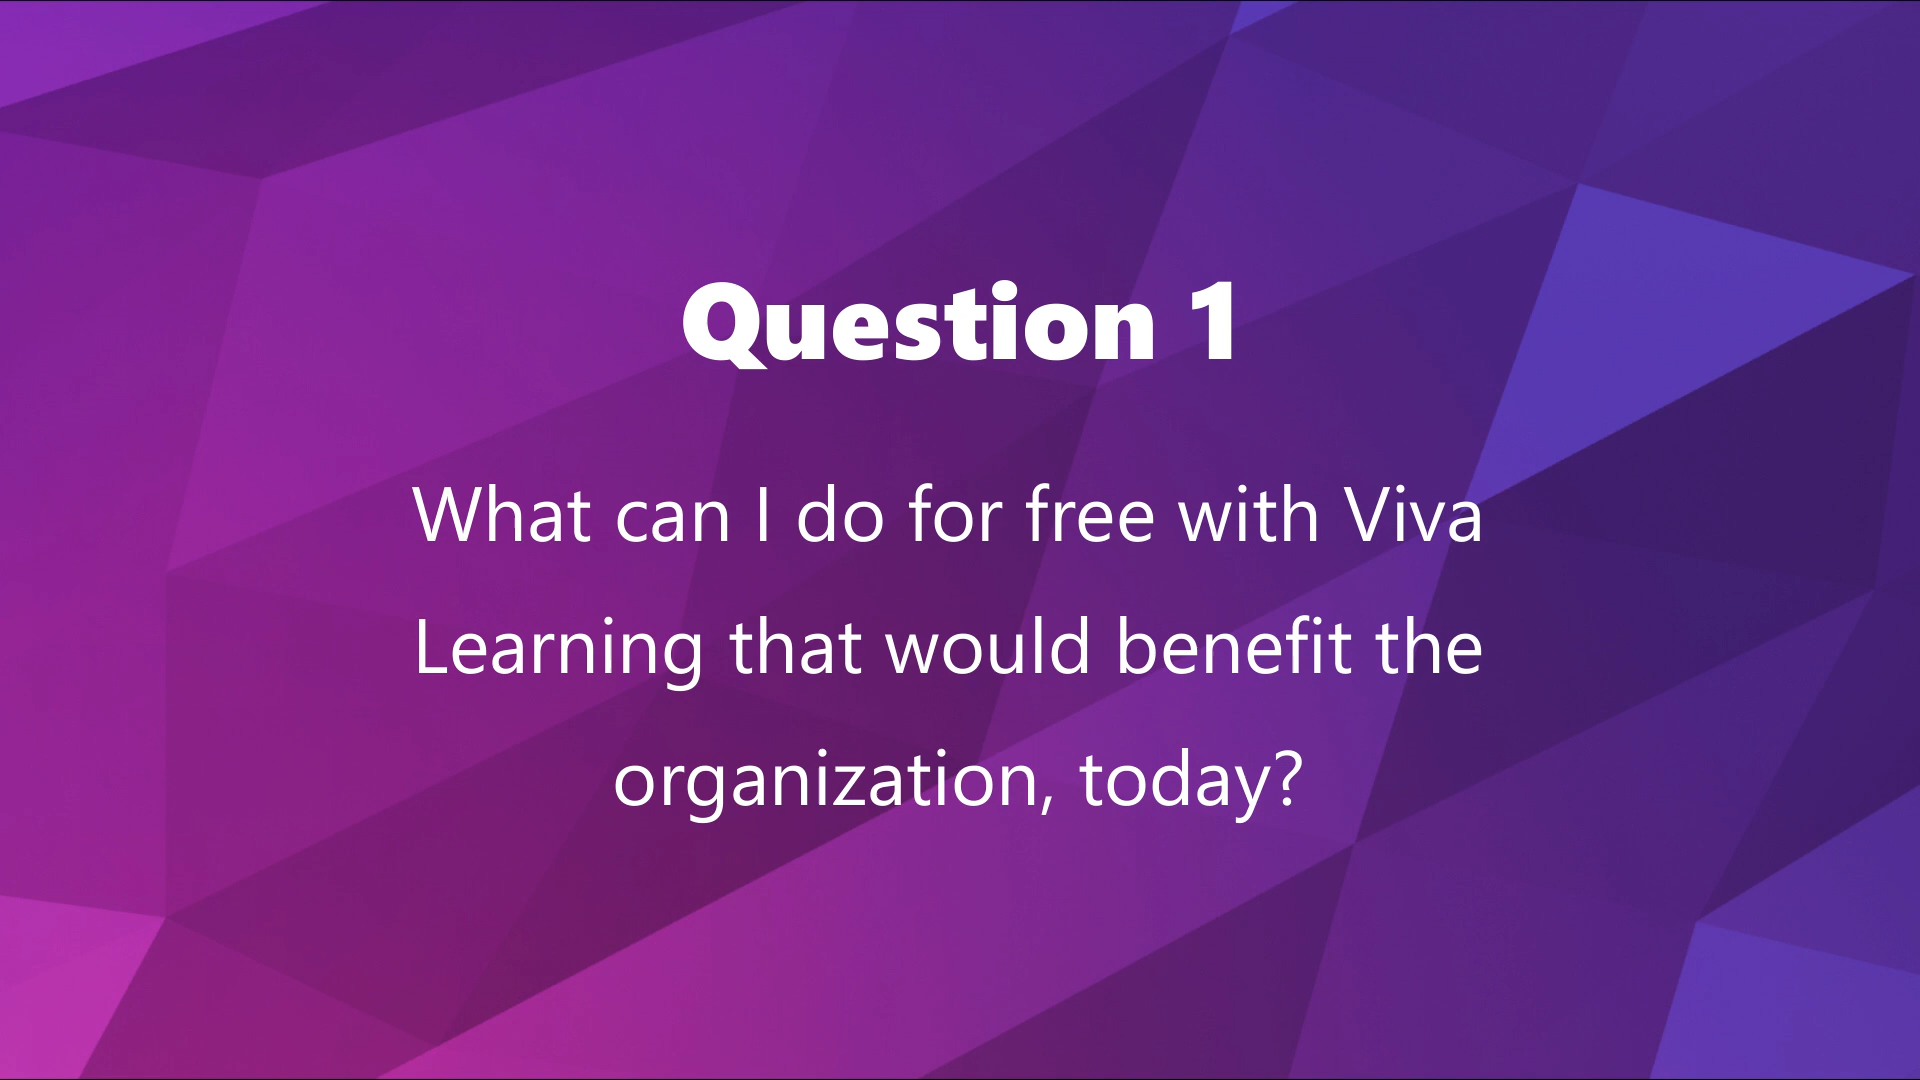 Question 1
What can I do for free with Viva
Learning that would benefit the
organization, today?